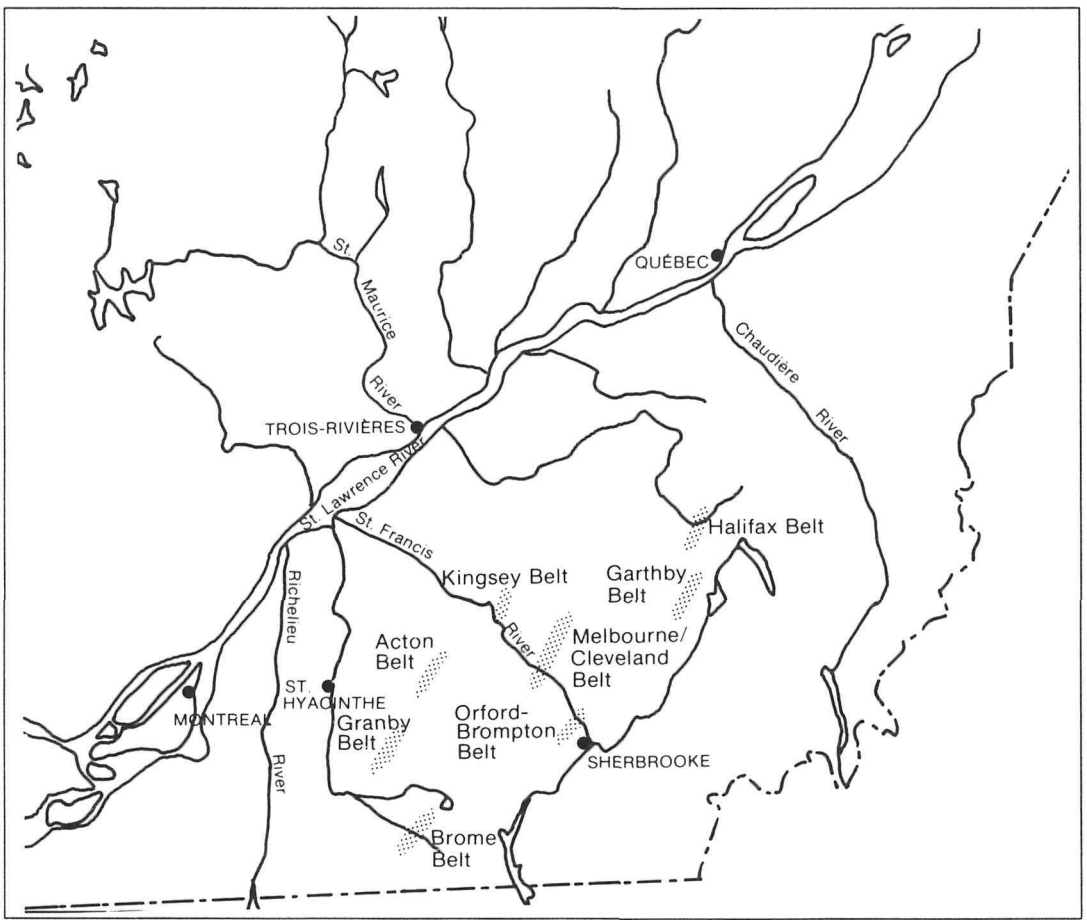 St.
Maurice
River
QUÉBEC
Chaudière
River
TROIS-RIVIÈRES
St. Lawrence River
St. Francis
River
Halifax Belt
Kingsey Belt
Garthby
Belt
Richelieu
River
Acton
Belt
Melbourne/
Cleveland
Belt
ST.
HYACINTHE
MONTREAL
Granby
Belt
Orford-
Brompton
Belt
SHERBROOKE
Brome
Belt